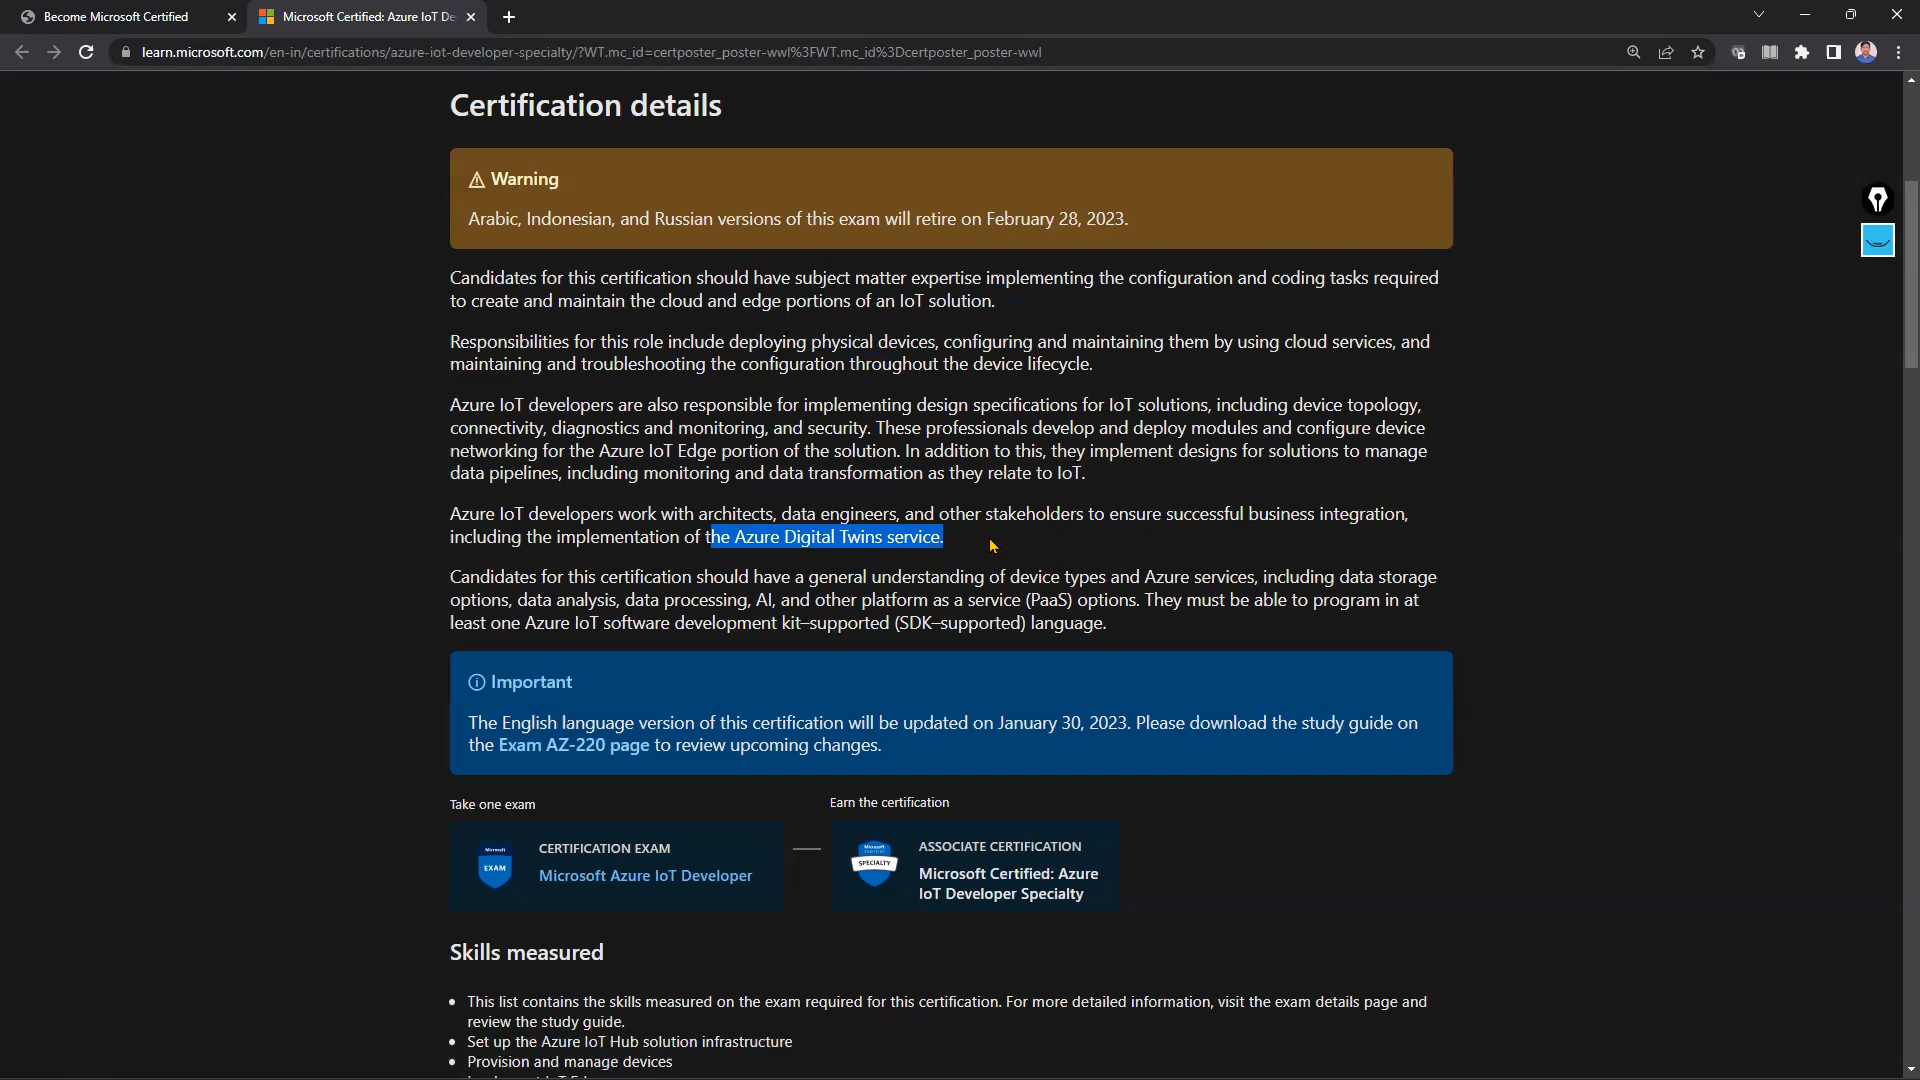 Become Microsoft Certified
Microsoft Certified: Azure IoT De
learn.microsoft.com/en-in/certifications/azure-iot-developer-specialty/?WT.mc_id=certposter_poster-wwl%3FWT.mc_id%3Dcertposter_poster-wwl
Certification details
Warning
Arabic, Indonesian, and Russian versions of this exam will retire on February 28, 2023.
Candidates for this certification should have subject matter expertise implementing the configuration and coding tasks required
to create and maintain the cloud and edge portions of an IoT solution.
Responsibilities for this role include deploying physical devices, configuring and maintaining them by using cloud services, and
maintaining and troubleshooting the configuration throughout the device lifecycle.
Azure IoT developers are also responsible for implementing design specifications for IoT solutions, including device topology,
connectivity, diagnostics and monitoring, and security. These professionals develop and deploy modules and configure device
networking for the Azure IoT Edge portion of the solution. In addition to this, they implement designs for solutions to manage
data pipelines, including monitoring and data transformation as they relate to IoT.
Azure IoT developers work with architects, data engineers, and other stakeholders to ensure successful business integration,
including the implementation of the Azure Digital Twins service.
Candidates for this certification should have a general understanding of device types and Azure services, including data storage
options, data analysis, data processing, AI, and other platform as a service (PaaS) options. They must be able to program in at
least one Azure IoT software development kit–supported (SDK–supported) language.
Important
The English language version of this certification will be updated on January 30, 2023. Please download the study guide on
the Exam AZ-220 page to review upcoming changes.
Take one exam
Earn the certification
Microsoft
EXAM
CERTIFICATION EXAM
Microsoft Azure IoT Developer
Microsoft
SPECIALTY
ASSOCIATE CERTIFICATION
Microsoft Certified: Azure
IoT Developer Specialty
Skills measured
• This list contains the skills measured on the exam required for this certification. For more detailed information, visit the exam details page and
review the study guide.
• Set up the Azure IoT Hub solution infrastructure
• Provision and manage devices